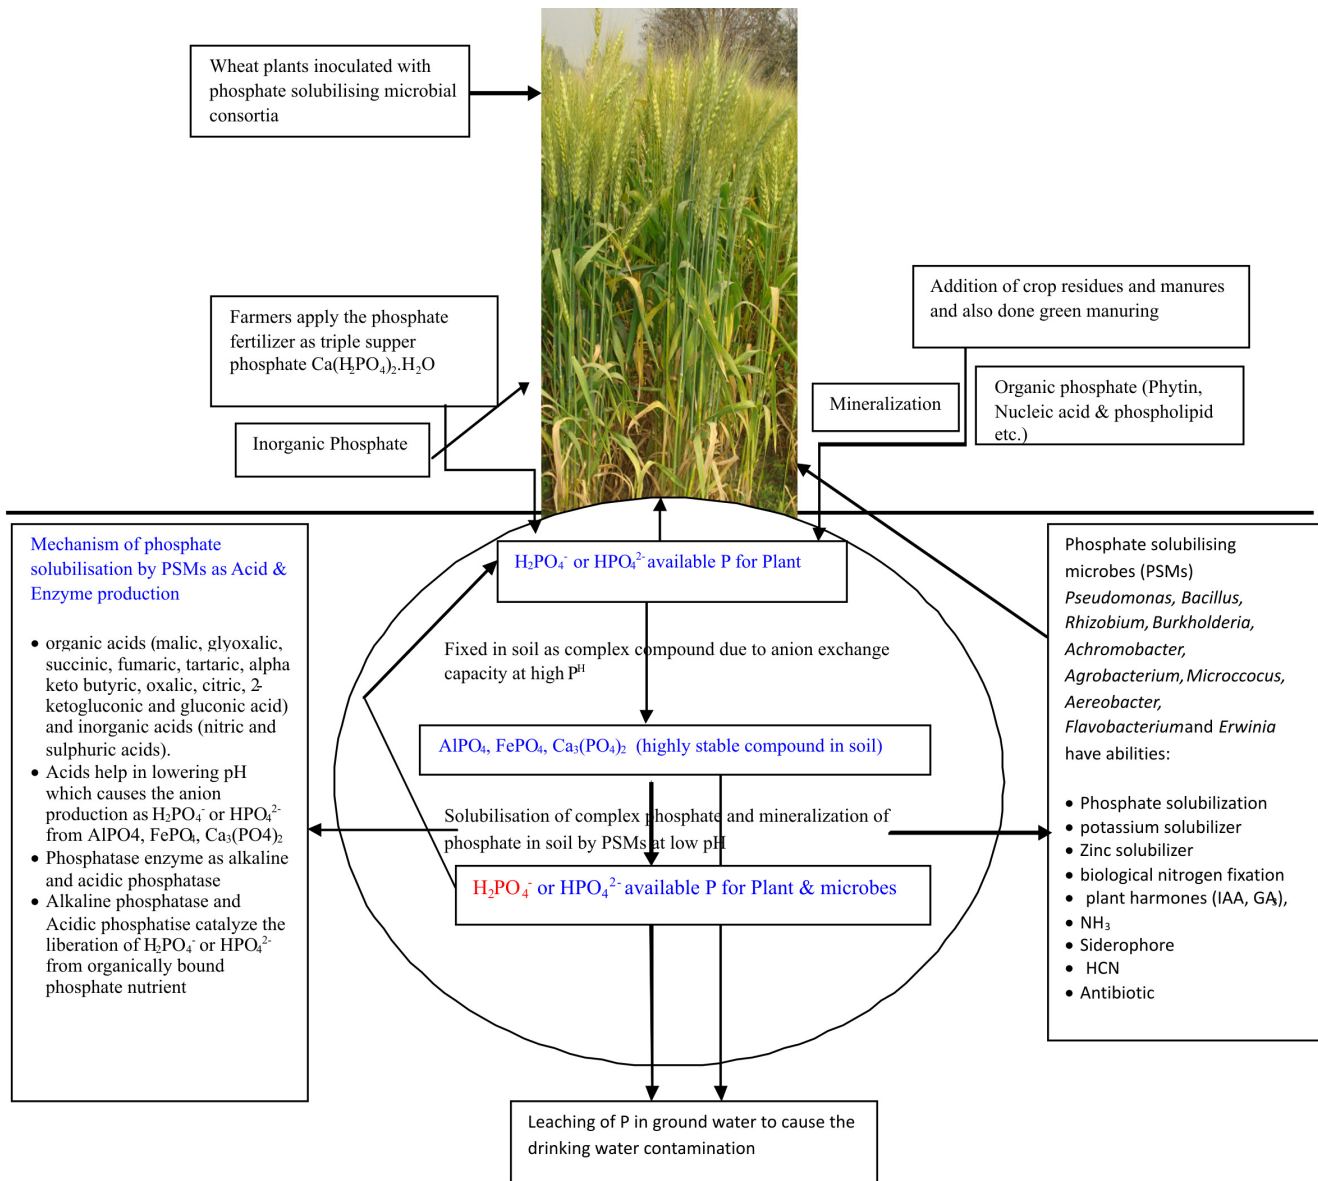 Wheat plants inoculated with
phosphate solubilising microbial
consortia
Farmers apply the phosphate
fertilizer as triple supper
phosphate Ca(H₂PO₄)₂.H₂O
Inorganic Phosphate
Addition of crop residues and manures
and also done green manuring
Mineralization
Organic phosphate (Phytin,
Nucleic acid & phospholipid
etc.)
Mechanism of phosphate
solubilisation by PSMs as Acid &
Enzyme production
• organic acids (malic, glyoxalic,
succinic, fumaric, tartaric, alpha
keto butyric, oxalic, citric, 2-
ketogluconic and gluconic acid)
and inorganic acids (nitric and
sulphuric acids).
• Acids help in lowering pH
which causes the anion
production as H₂PO₄⁻ or HPO₄²⁻
from AlPO4, FePO₄, Ca₃(PO4)₂
• Phosphatase enzyme as alkaline
and acidic phosphatase
• Alkaline phosphatase and
Acidic phosphatise catalyze the
liberation of H₂PO₄⁻ or HPO₄²⁻
from organically bound
phosphate nutrient
H₂PO₄⁻ or HPO₄²⁻ available P for Plant
Fixed in soil as complex compound due to anion exchange
capacity at high Pᴴ
AlPO₄, FePO₄, Ca₃(PO₄)₂ (highly stable compound in soil)
Solubilisation of complex phosphate and mineralization of
phosphate in soil by PSMs at low pH
H₂PO₄⁻ or HPO₄²⁻ available P for Plant & microbes
Leaching of P in ground water to cause the
drinking water contamination
Phosphate solubilising
microbes (PSMs)
Pseudomonas, Bacillus,
Rhizobium, Burkholderia,
Achromobacter,
Agrobacterium, Microccocus,
Aereobacter,
Flavobacteriumand Erwinia
have abilities:
• Phosphate solubilization
• potassium solubilizer
• Zinc solubilizer
• biological nitrogen fixation
• plant harmones (IAA, GA₃),
• NH₃
• Siderophore
• HCN
• Antibiotic